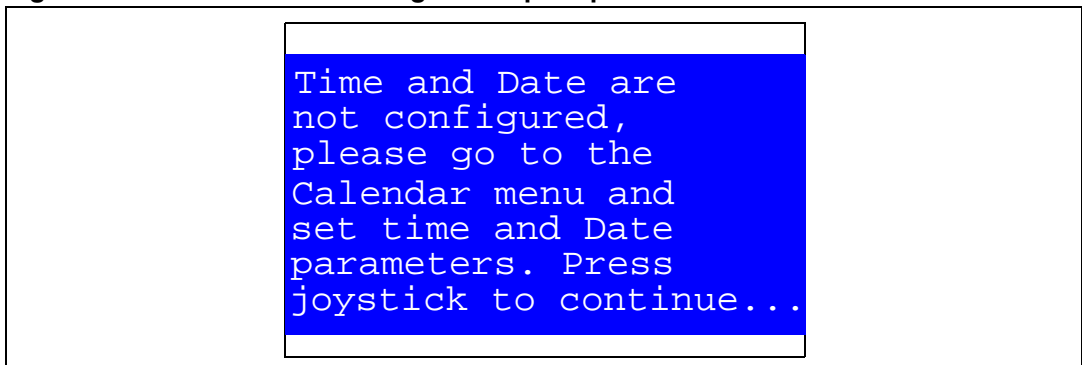 Time and Date are
not configured,
please go to the
Calendar menu and
set time and Date
parameters. Press
joystick to continue...